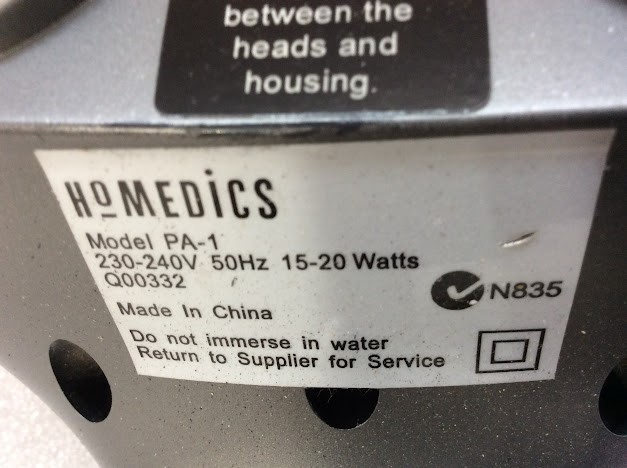 between the
heads and
housing.
HoMEDiCS
Model PA-1
230-240V 50Hz 15-20 Watts
Q00332
N835
Made In China
Do not immerse in water
Return to Supplier for Service